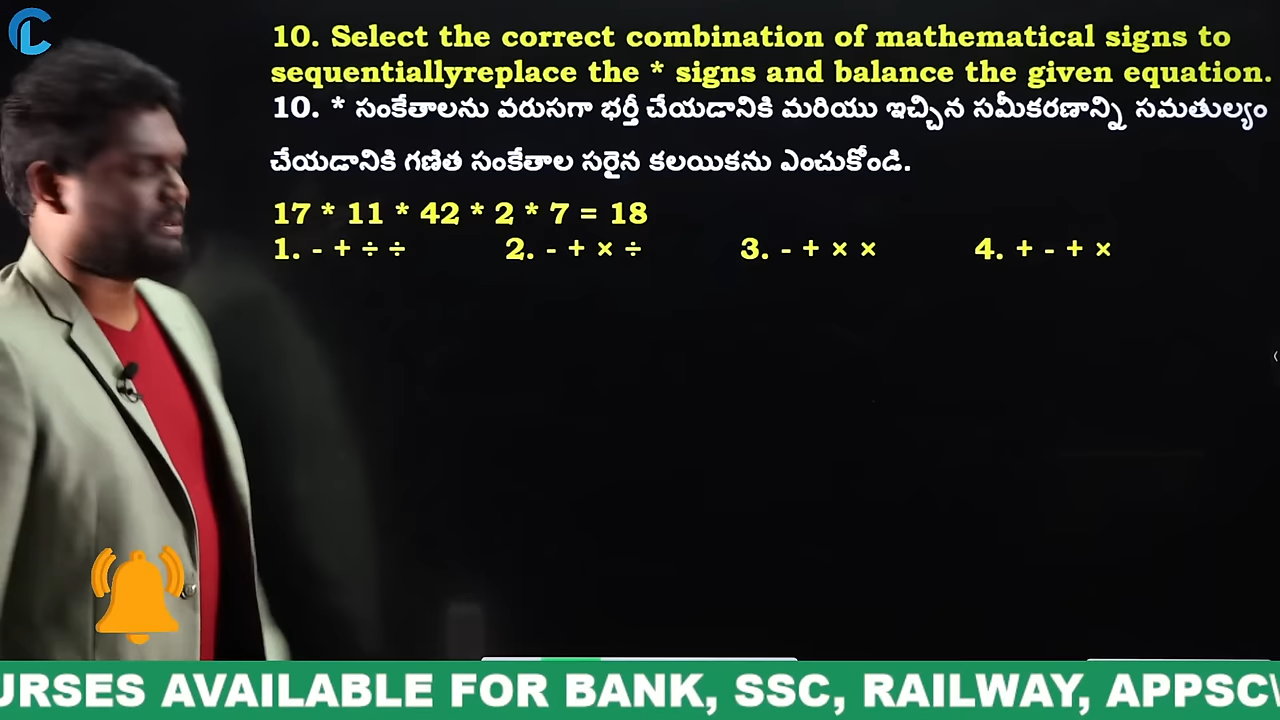 10. Select the correct combination of mathematical signs to
sequentiallyreplace the * signs and balance the given equation.
10. * సంకేతాలను వరుసగా భర్తీ చేయడానికి మరియు ఇచ్చిన సమీకరణాన్ని సమతుల్యం
చేయడానికి గణిత సంకేతాల సరైన కలయికను ఎంచుకోండి.
17 * 11 * 42 * 2 * 7 = 18
1. - + ÷ ÷ 2. - + × ÷ 3. - + × × 4. + - + ×
URSES AVAILABLE FOR BANK, SSC, RAILWAY, APPSC